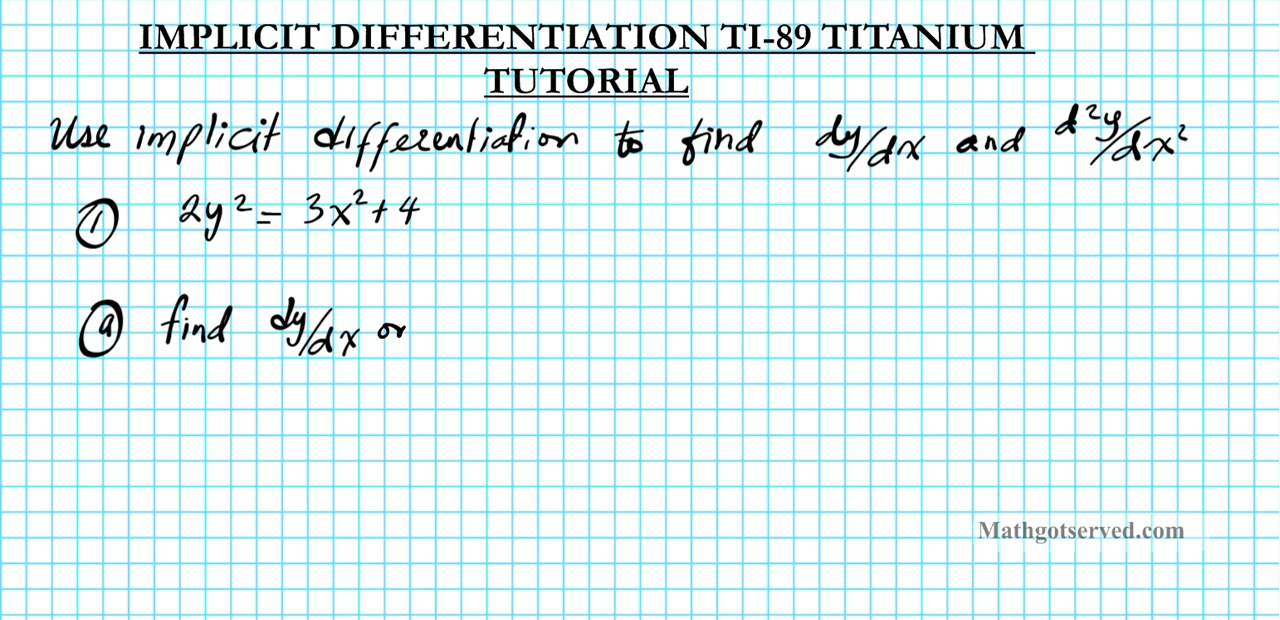 IMPLICIT DIFFERENTIATION TI-89 TITANIUM
TUTORIAL
Use implicit differentiation to find dy/dx and d²y/dx²
① 2y² = 3x² + 4
ⓐ find dy/dx or
Mathgotserved.com